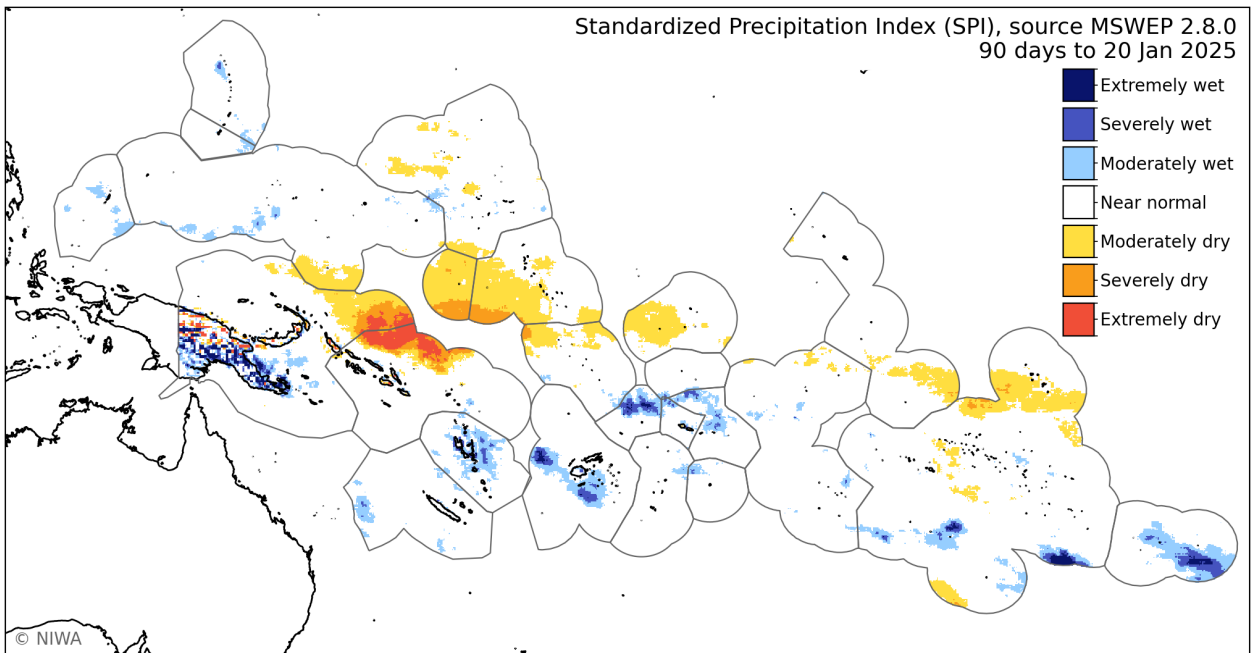 Standardized Precipitation Index (SPI), source MSWEP 2.8.0
90 days to 20 Jan 2025
Extremely wet
Severely wet
Moderately wet
Near normal
Moderately dry
Severely dry
Extremely dry
© NIWA